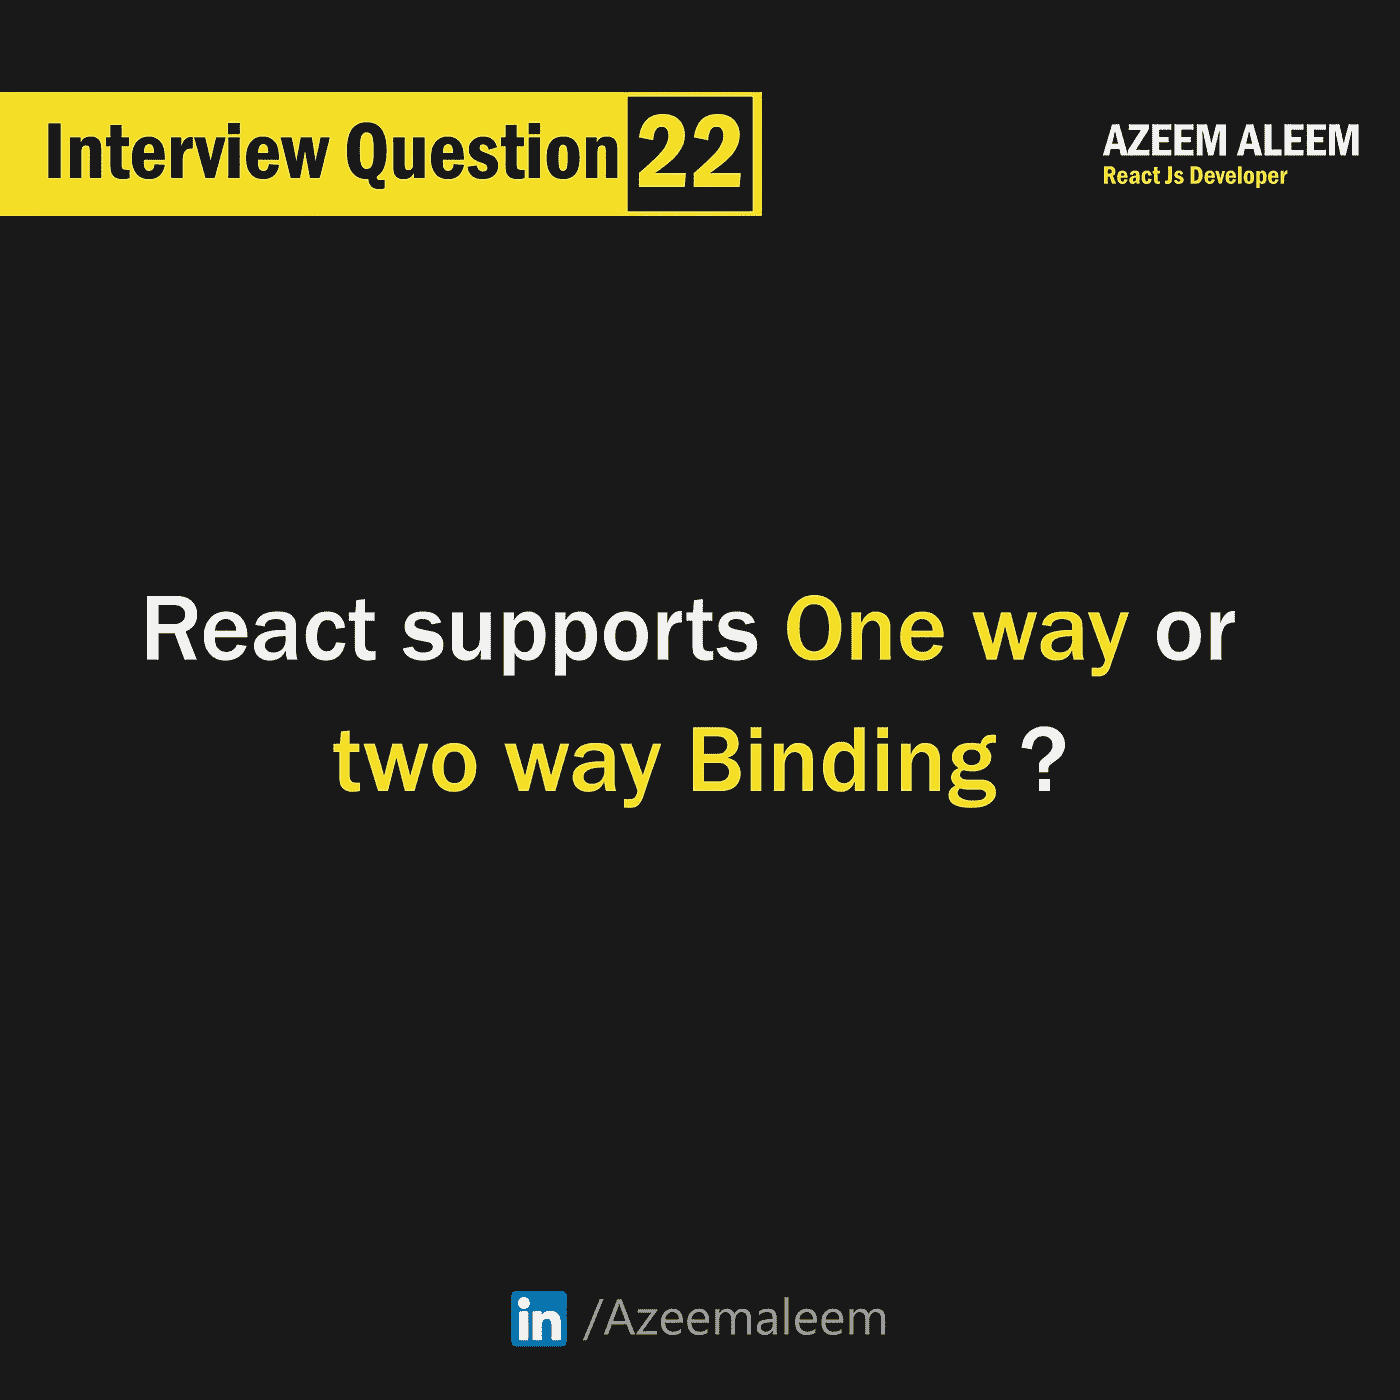 Interview Question 22
AZEEM ALEEM
React Js Developer
React supports One way or
two way Binding ?
in /Azeemaleem